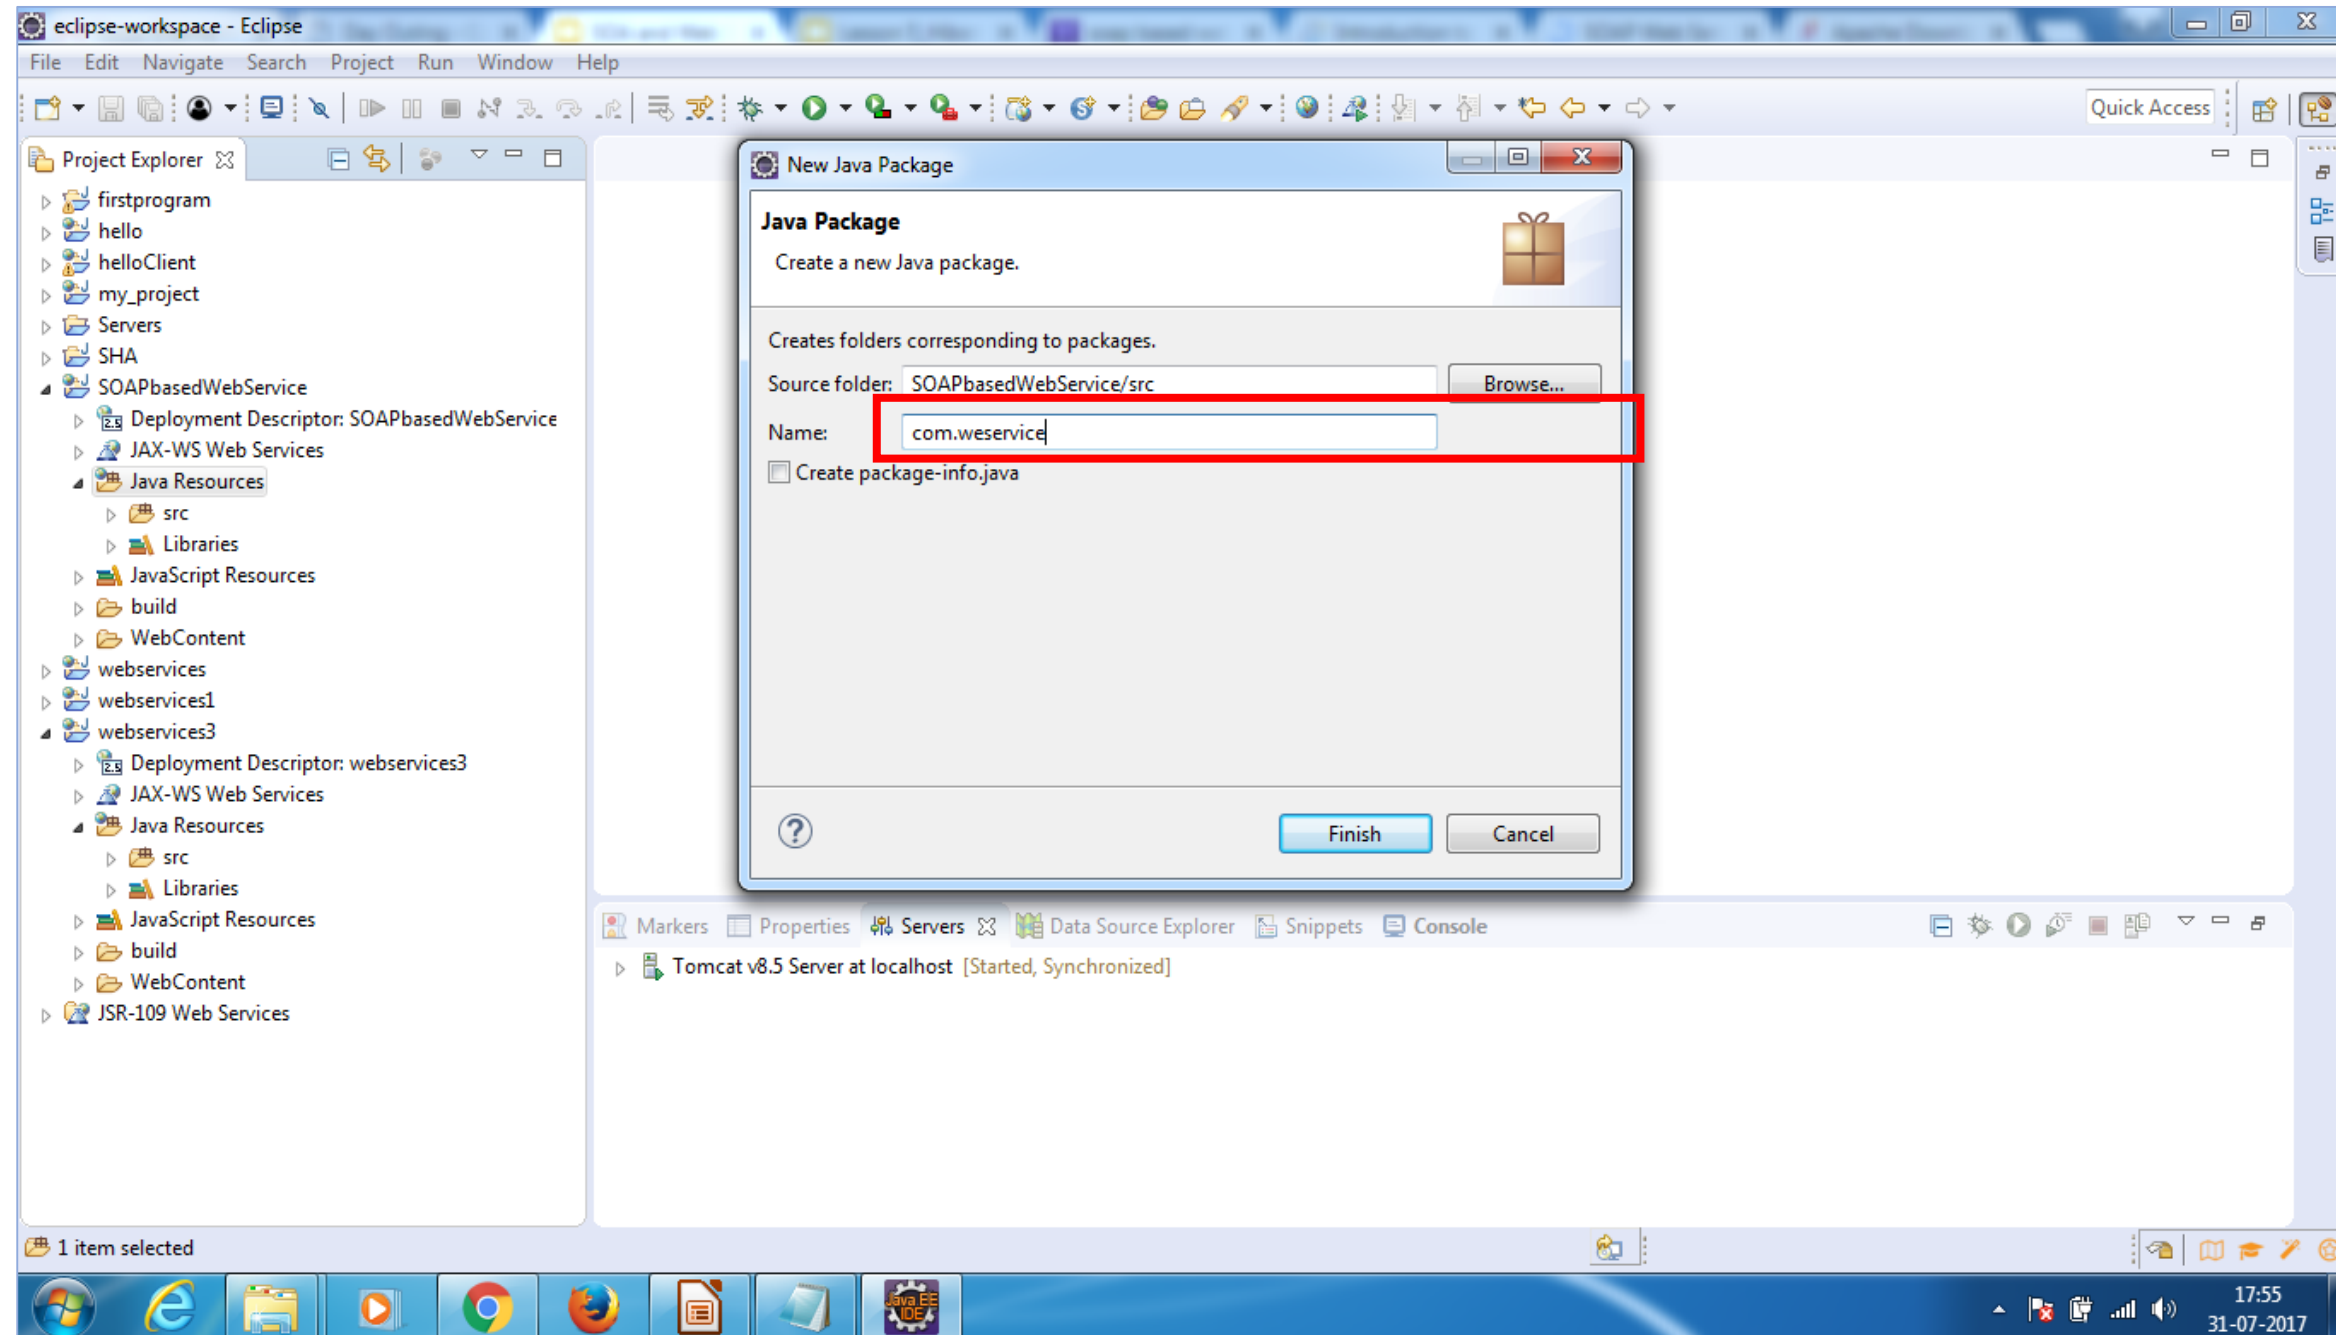 eclipse-workspace - Eclipse
File Edit Navigate Search Project Run Window Help
Quick Access
Project Explorer
firstprogram
hello
helloClient
my_project
Servers
SHA
SOAPbasedWebService
Deployment Descriptor: SOAPbasedWebService
JAX-WS Web Services
Java Resources
src
Libraries
JavaScript Resources
build
WebContent
webservices
webservices1
webservices3
Deployment Descriptor: webservices3
JAX-WS Web Services
Java Resources
src
Libraries
JavaScript Resources
build
WebContent
JSR-109 Web Services
New Java Package
Java Package
Create a new Java package.
Creates folders corresponding to packages.
Source folder: SOAPbasedWebService/src Browse...
Name: com.weservice
Create package-info.java
Finish Cancel
Markers Properties Servers Data Source Explorer Snippets Console
Tomcat v8.5 Server at localhost [Started, Synchronized]
1 item selected
Java EE
IDE
17:55
31-07-2017